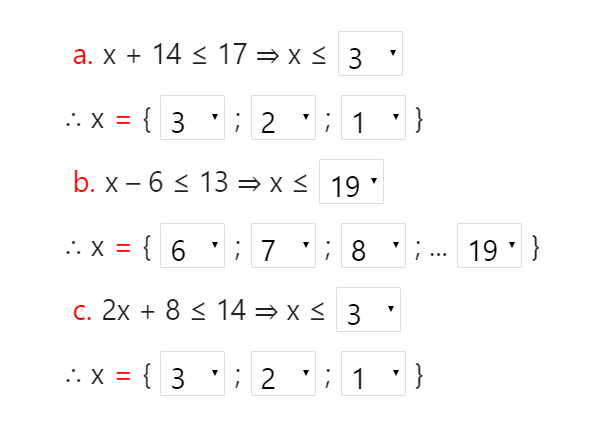 a. x + 14 ≤ 17 ⇒ x ≤ 3
∴ x = { 3 ; 2 ; 1 }
b. x – 6 ≤ 13 ⇒ x ≤ 19
∴ x = { 6 ; 7 ; 8 ; ... 19 }
c. 2x + 8 ≤ 14 ⇒ x ≤ 3
∴ x = { 3 ; 2 ; 1 }